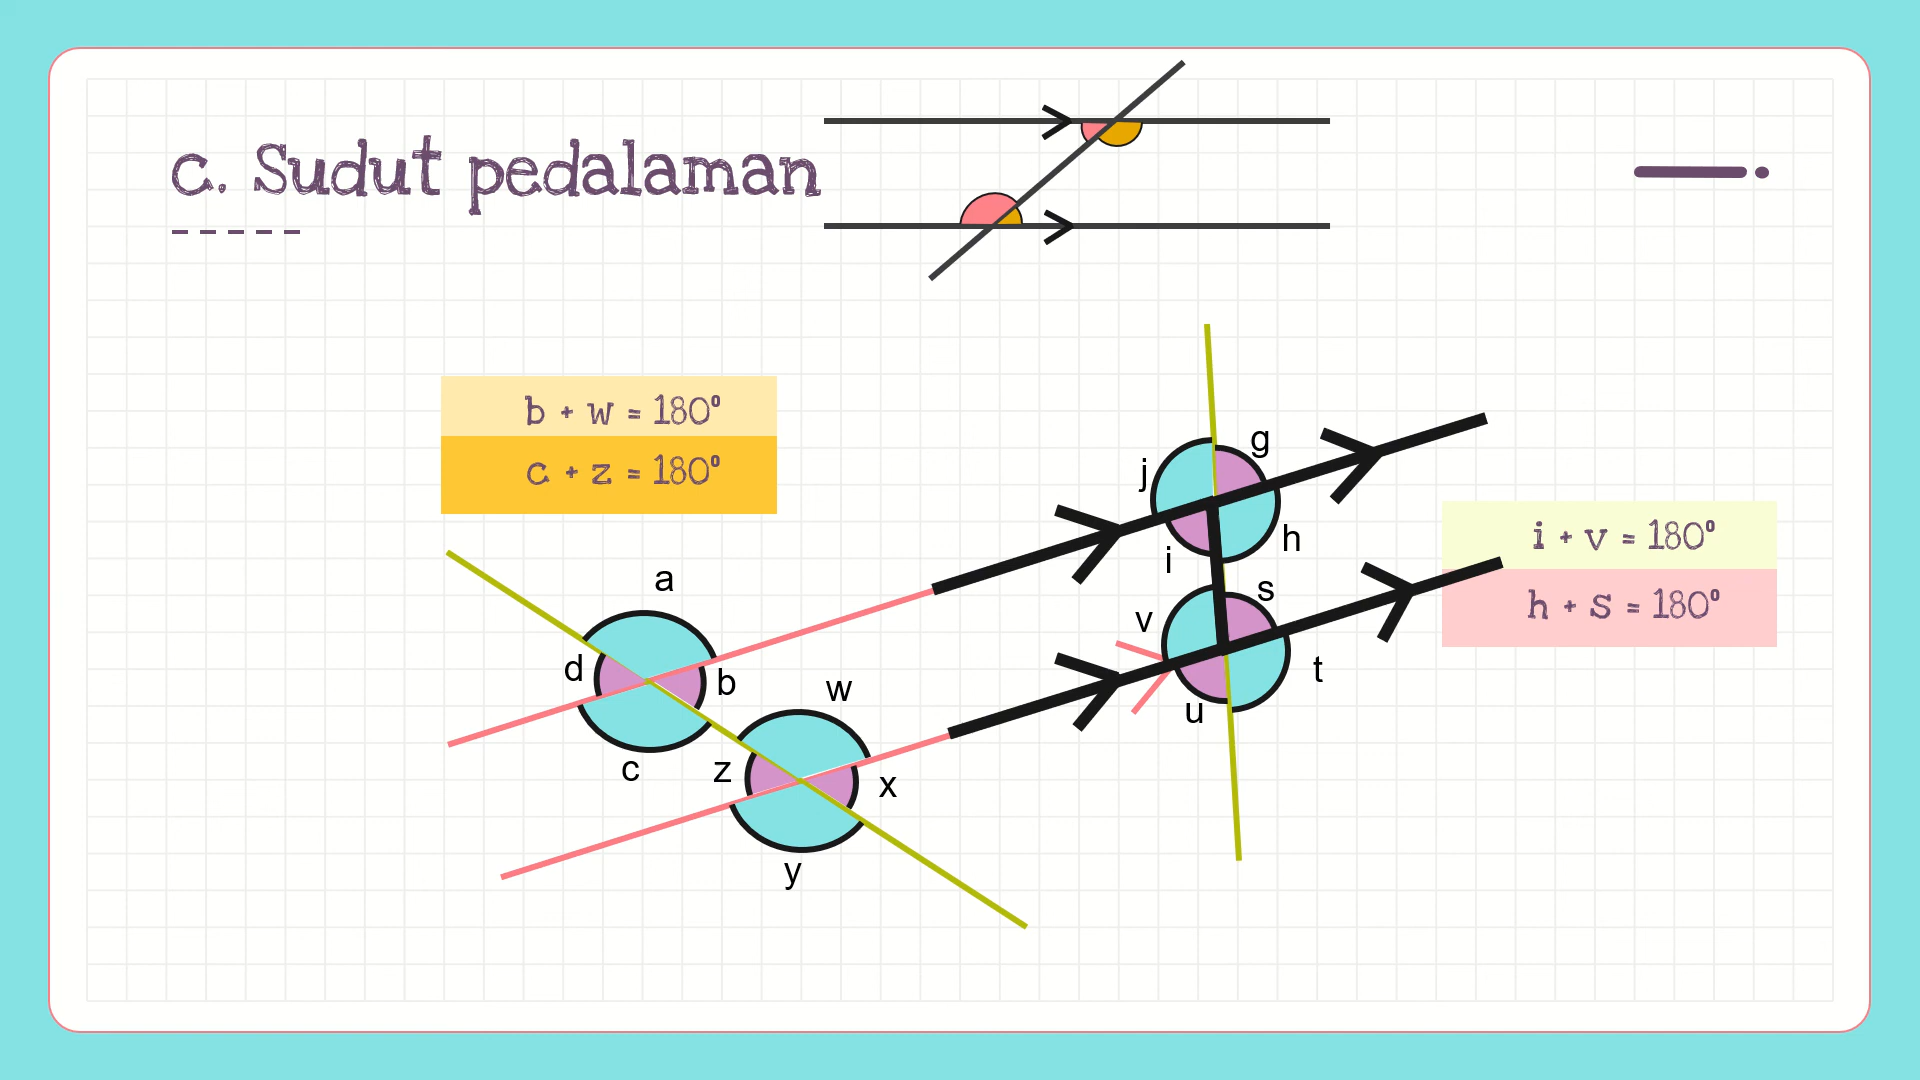 c. Sudut pedalaman
b + w = 180°
c + z = 180°
g
j
h
i
i + v = 180°
h + s = 180°
s
v
t
u
a
d
b
w
c
z
x
y